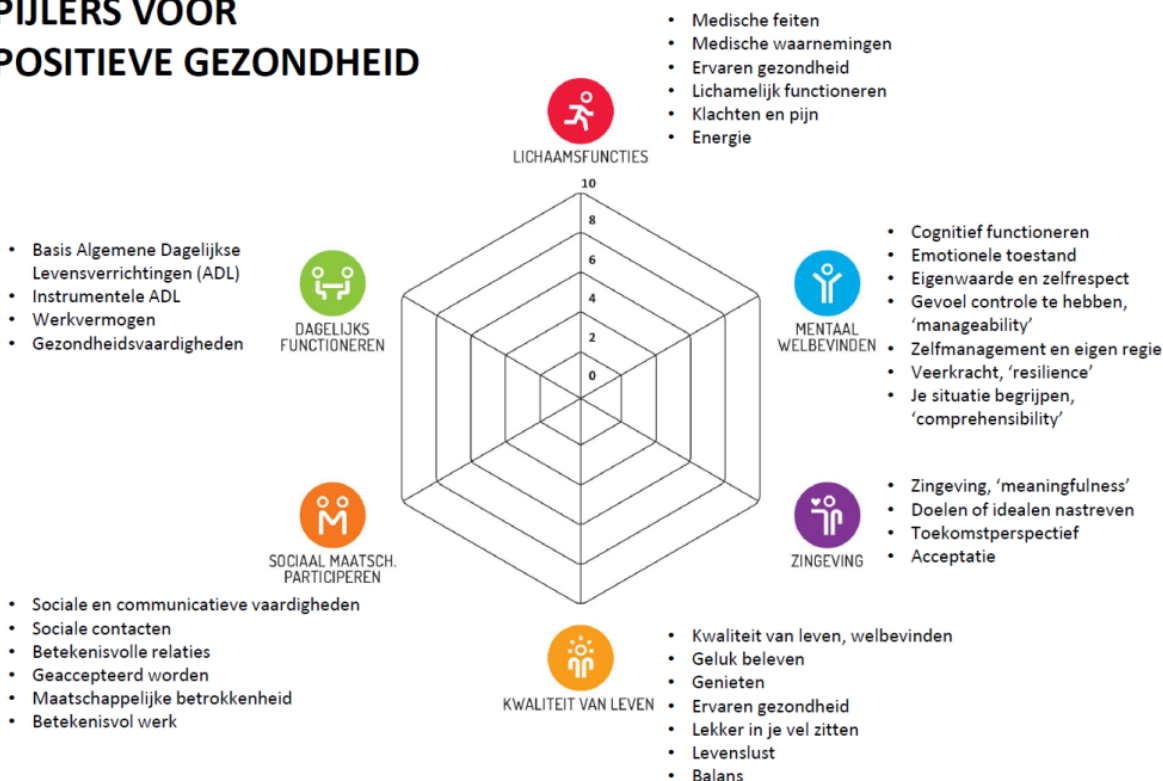 PIJLERS VOOR
POSITIEVE GEZONDHEID
• Medische feiten
• Medische waarnemingen
• Ervaren gezondheid
• Lichamelijk functioneren
• Klachten en pijn
• Energie
LICHAAMSFUNCTIES
10
8
6
4
2
0
• Basis Algemene Dagelijkse
Levensverrichtingen (ADL)
• Instrumentele ADL
• Werkvermogen
• Gezondheidsvaardigheden
DAGELIJKS
FUNCTIONEREN
MENTAAL
WELBEVINDEN
• Cognitief functioneren
• Emotionele toestand
• Eigenwaarde en zelfrespect
• Gevoel controle te hebben,
‘manageability’
• Zelfmanagement en eigen regie
• Veerkracht, ‘resilience’
• Je situatie begrijpen,
‘comprehensibility’
SOCIAAL MAATSCH.
PARTICIPEREN
• Sociale en communicatieve vaardigheden
• Sociale contacten
• Betekenisvolle relaties
• Geaccepteerd worden
• Maatschappelijke betrokkenheid
• Betekenisvol werk
ZINGEVING
• Zingeving, ‘meaningfulness’
• Doelen of idealen nastreven
• Toekomstperspectief
• Acceptatie
KWALITEIT VAN LEVEN
• Kwaliteit van leven, welbevinden
• Geluk beleven
• Genieten
• Ervaren gezondheid
• Lekker in je vel zitten
• Levenslust
• Balans